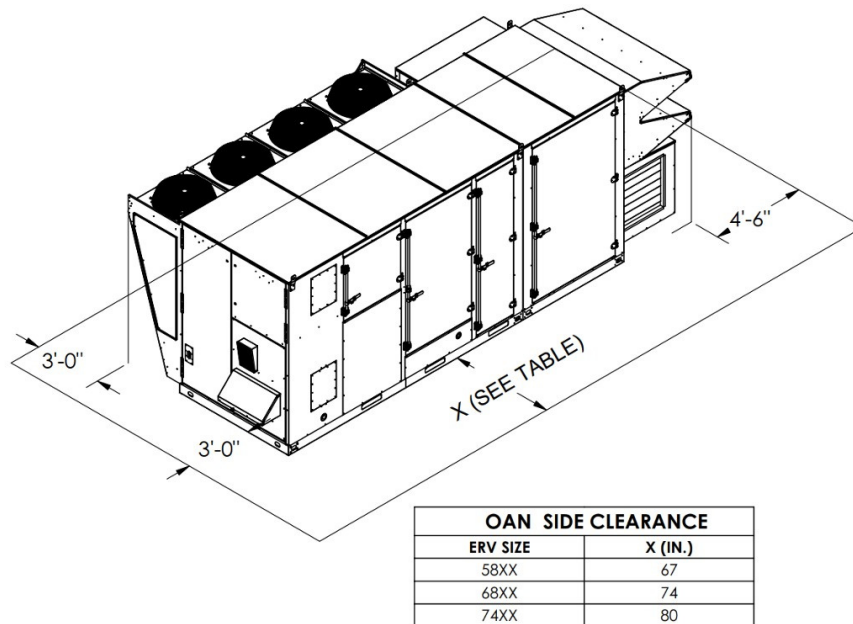 4'-6"
3'-0"
X (SEE TABLE)
3'-0"
OAN SIDE CLEARANCE
ERV SIZE X (IN.)
58XX 67
68XX 74
74XX 80